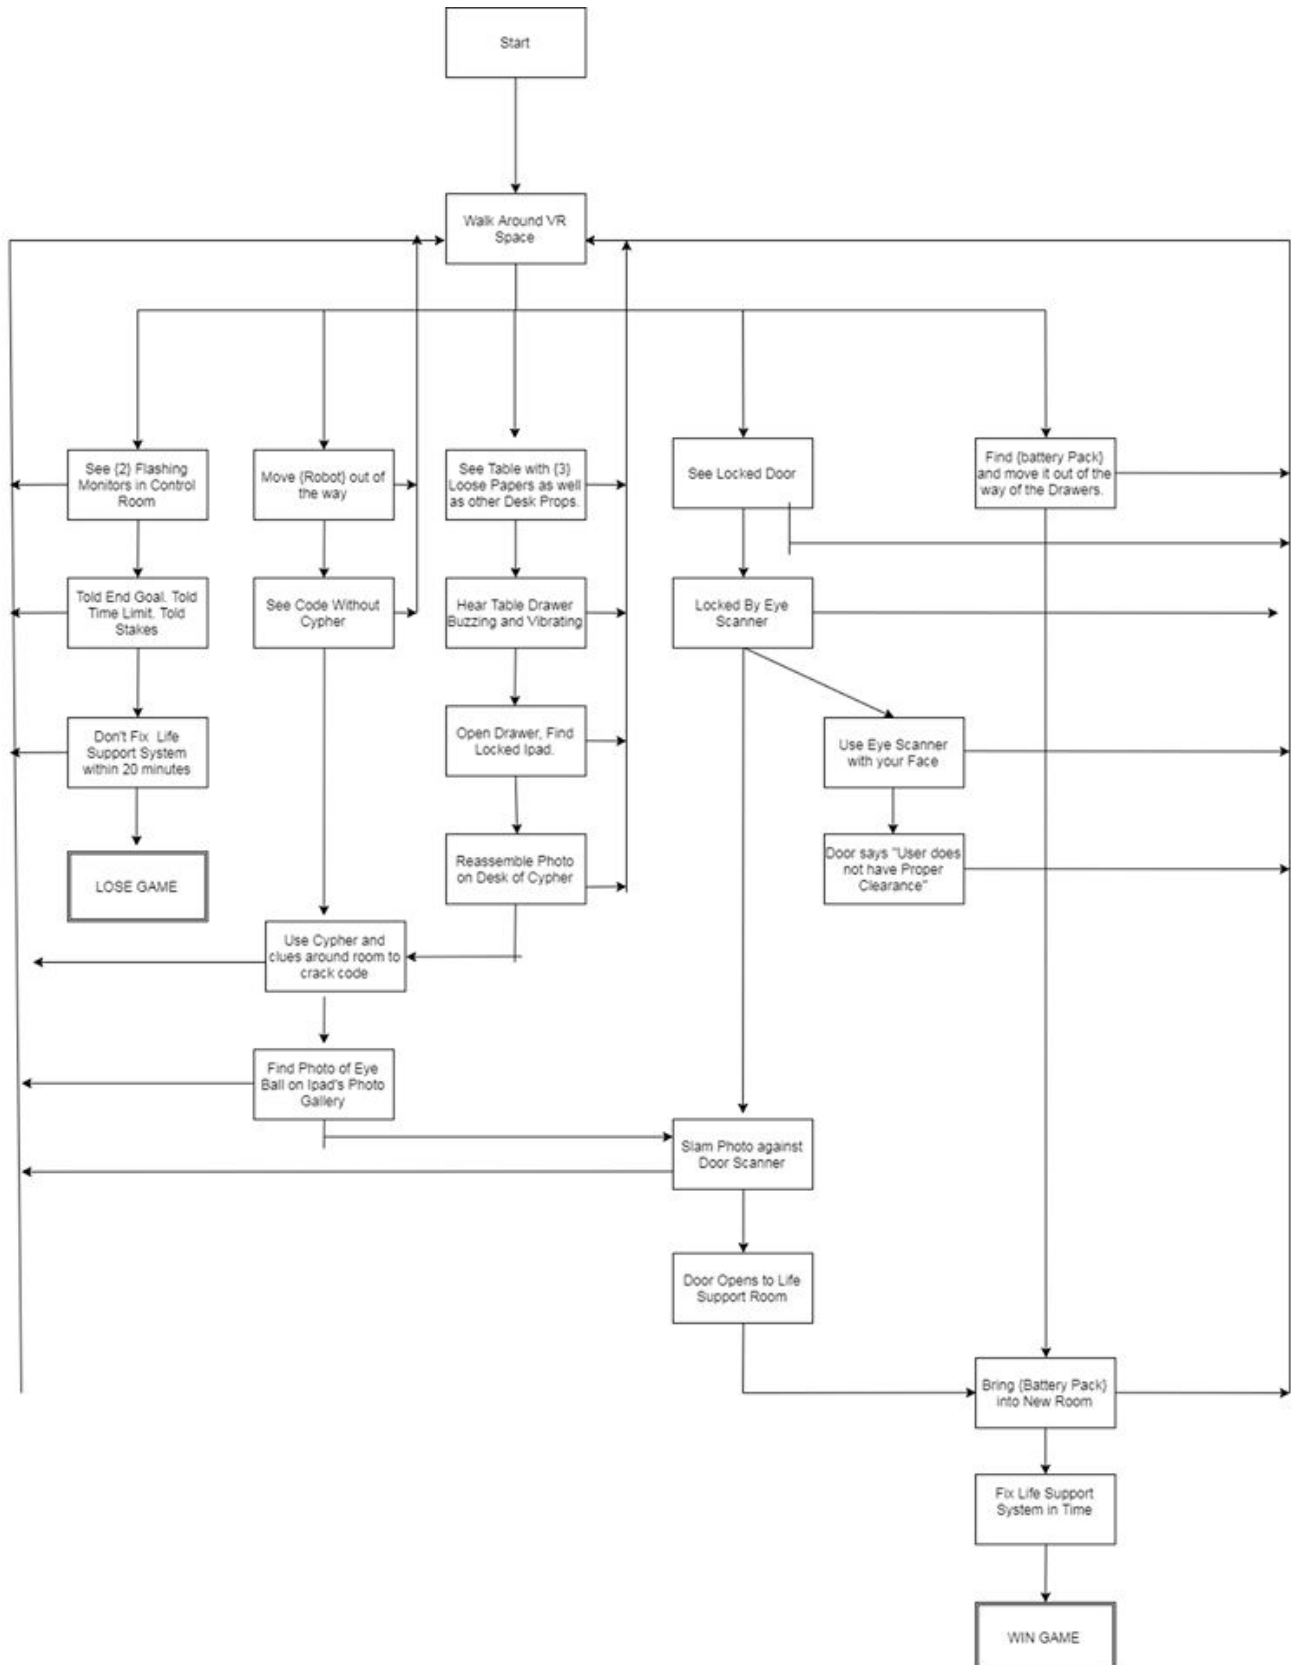 Start
Walk Around VR
Space
See {2} Flashing
Monitors in Control
Room
Move {Robot} out of
the way
See Table with {3}
Loose Papers as well
as other Desk Props.
See Locked Door
Find {battery Pack}
and move it out of the
way of the Drawers.
Told End Goal. Told
Time Limit. Told
Stakes
See Code Without
Cypher
Hear Table Drawer
Buzzing and Vibrating
Locked By Eye
Scanner
Don't Fix Life
Support System
within 20 minutes
Open Drawer, Find
Locked Ipad.
Use Eye Scanner
with your Face
LOSE GAME
Reassemble Photo
on Desk of Cypher
Door says "User does
not have Proper
Clearance"
Use Cypher and
clues around room to
crack code
Find Photo of Eye
Ball on Ipad's Photo
Gallery
Slam Photo against
Door Scanner
Door Opens to Life
Support Room
Bring {Battery Pack}
into New Room
Fix Life Support
System in Time
WIN GAME